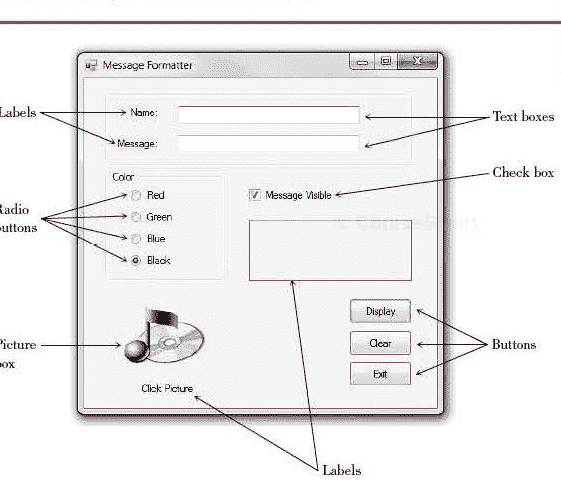 Message Formatter
Labels
Name:
Text boxes
Message:
Check box
Color
Red
Message Visible
Radio
Green
buttons
Blue
Black
Display
Picture
Clear
Buttons
box
Exit
Click Picture
Labels